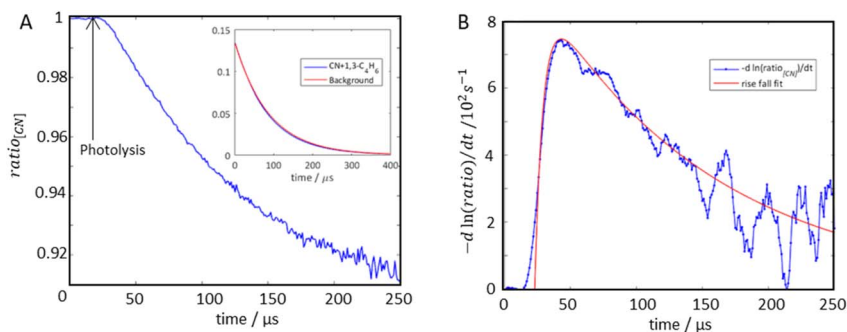 A
ratio[CN]
1
0.98
0.96
0.94
0.92
Photolysis
0.15
0.1
0.05
0
0 100 200 300 400
time / μs
CN+1,3-C4H6
Background
0 50 100 150 200 250
time / μs
B
-d ln(ratio)/dt /10² s⁻¹
8
6
4
2
0
-d ln(ratio[CN])/dt
rise fall fit
0 50 100 150 200 250
time / μs